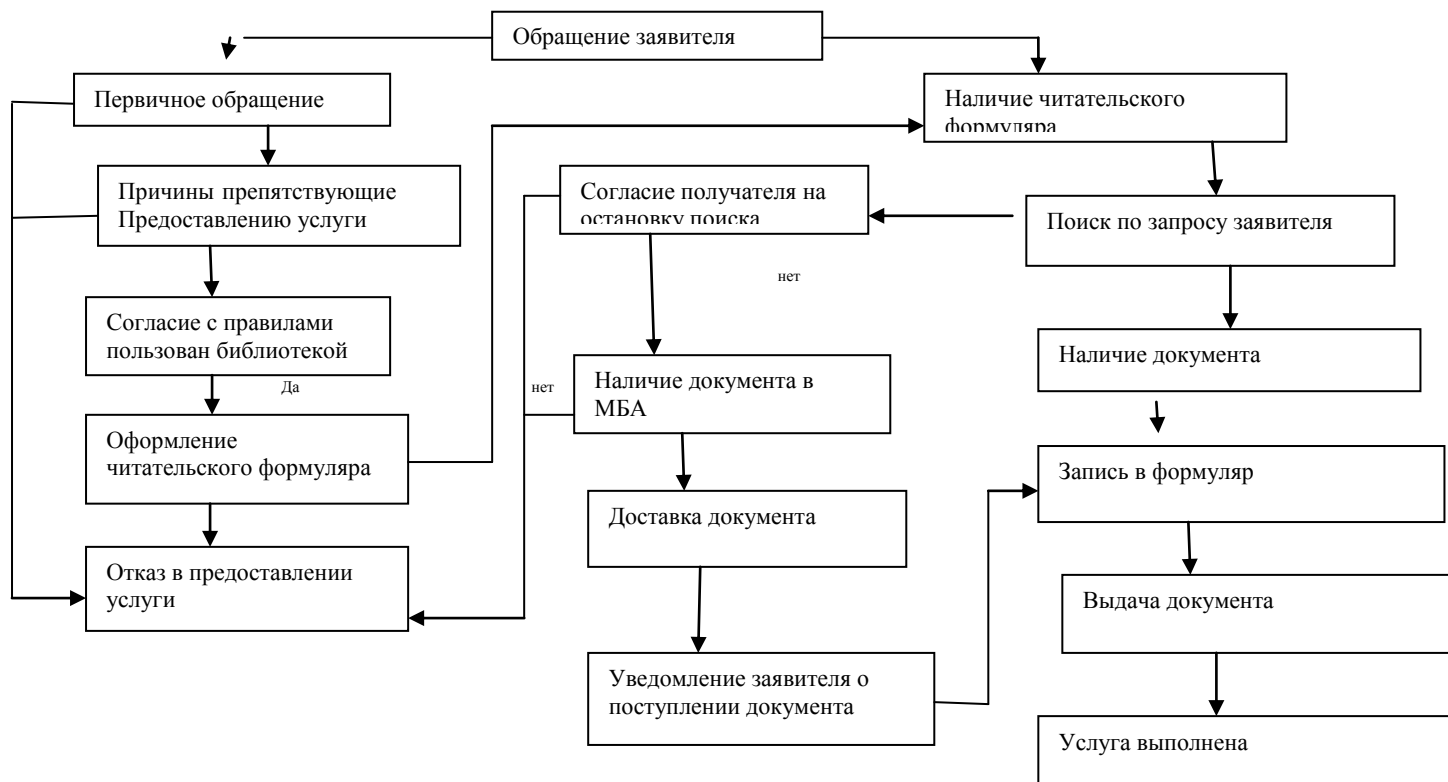 Обращение заявителя
Первичное обращение
Наличие читательского
формуляра
Причины препятствующие
Предоставлению услуги
Согласие получателя на
остановку поиска
Поиск по запросу заявителя
нет
Согласие с правилами
пользован библиотекой
Наличие документа
Да
нет
Наличие документа в
МБА
Оформление
читательского формуляра
Запись в формуляр
Доставка документа
Отказ в предоставлении
услуги
Выдача документа
Уведомление заявителя о
поступлении документа
Услуга выполнена